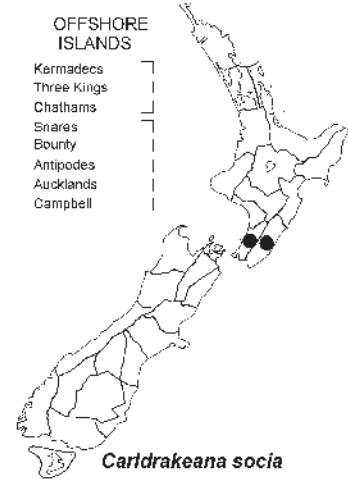 OFFSHORE
ISLANDS
Kermadecs
Three Kings
Chathams
Snares
Bounty
Antipodes
Aucklands
Campbell
Carldrakeana socia